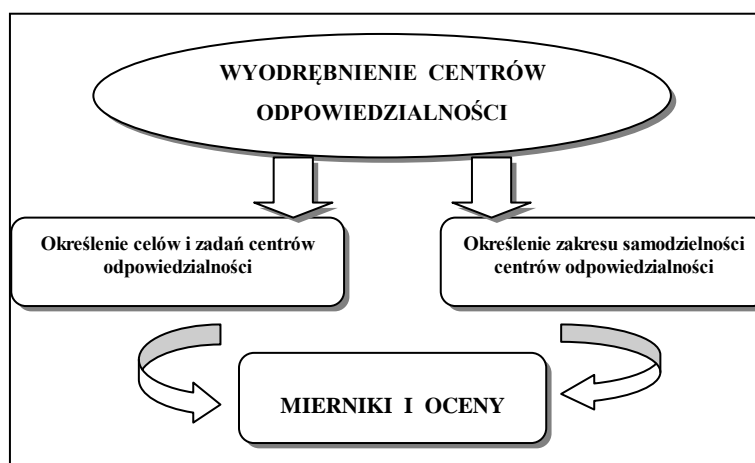 WYODRĘBNIENIE CENTRÓW
ODPOWIEDZIALNOŚCI
Określenie celów i zadań centrów
odpowiedzialności
Określenie zakresu samodzielności
centrów odpowiedzialności
MIERNIKI I OCENY